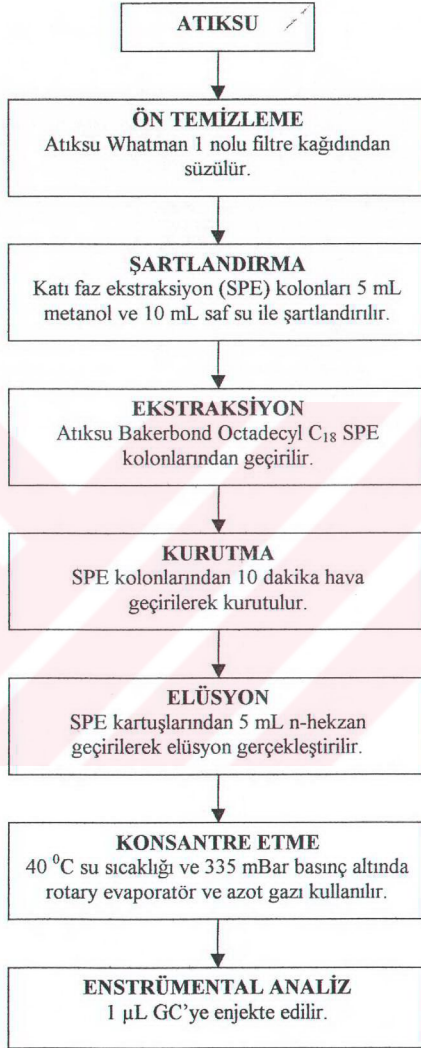 ATIKSU
ÖN TEMİZLEME
Atıksu Whatman 1 nolu filtre kağıdından
süzülür.
ŞARTLANDIRMA
Katı faz ekstraksiyon (SPE) kolonları 5 mL
metanol ve 10 mL saf su ile şartlandırılır.
EKSTRAKSİYON
Atıksu Bakerbond Octadecyl C₁₈ SPE
kolonlarından geçirilir.
KURUTMA
SPE kolonlarından 10 dakika hava
geçirilerek kurutulur.
ELÜSYON
SPE kartuşlarından 5 mL n-hekzan
geçirilerek elüsyon gerçekleştirilir.
KONSANTRE ETME
40 ⁰C su sıcaklığı ve 335 mBar basınç altında
rotary evaporatör ve azot gazı kullanılır.
ENSTRÜMENTAL ANALİZ
1 µL GC'ye enjekte edilir.